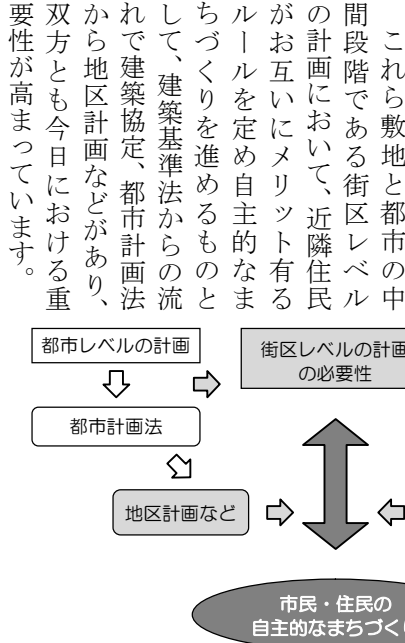 これら敷地と都市の中
間段階である街区レベル
の計画において、近隣住民
がお互いにメリット有る
ルールを定め自主的なま
ちづくりを進めるものと
して、建築基準法からの流
れで建築協定、都市計画法
から地区計画などがあり、
双方とも今日における重
要性が高まっています。
都市レベルの計画
街区レベルの計画
の必要性
都市計画法
地区計画など
市民・住民の
自主的なまちづくり